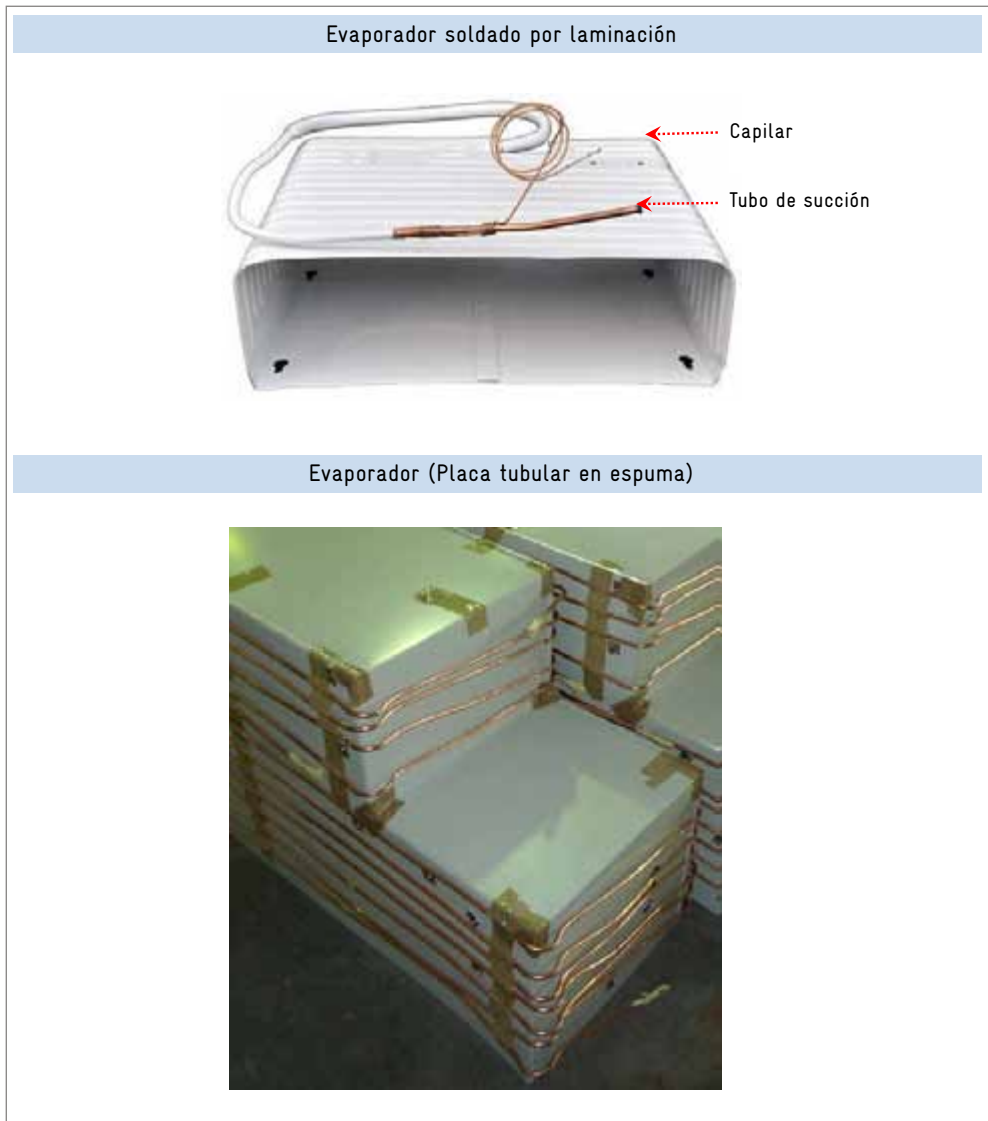 Evaporador soldado por laminación
Capilar
Tubo de succión
Evaporador (Placa tubular en espuma)